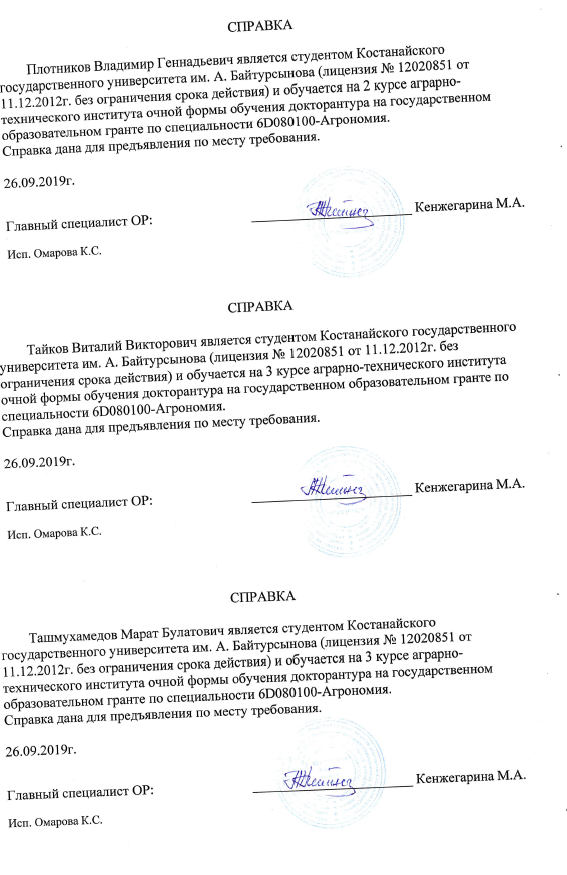 СПРАВКА
Плотников Владимир Геннадьевич является студентом Костанайского
государственного университета им. А. Байтурсынова (лицензия № 12020851 от
11.12.2012г. без ограничения срока действия) и обучается на 2 курсе аграрно-
технического института очной формы обучения докторантура на государственном
образовательном гранте по специальности 6D080100-Агрономия.
Справка дана для предъявления по месту требования.
26.09.2019г.
Главный специалист ОР: Кенжегарина М.А.
Исп. Омарова К.С.
СПРАВКА
Тайков Виталий Викторович является студентом Костанайского государственного
университета им. А. Байтурсынова (лицензия № 12020851 от 11.12.2012г. без
ограничения срока действия) и обучается на 3 курсе аграрно-технического института
очной формы обучения докторантура на государственном образовательном гранте по
специальности 6D080100-Агрономия.
Справка дана для предъявления по месту требования.
26.09.2019г.
Главный специалист ОР: Кенжегарина М.А.
Исп. Омарова К.С.
СПРАВКА
Ташмухамедов Марат Булатович является студентом Костанайского
государственного университета им. А. Байтурсынова (лицензия № 12020851 от
11.12.2012г. без ограничения срока действия) и обучается на 3 курсе аграрно-
технического института очной формы обучения докторантура на государственном
образовательном гранте по специальности 6D080100-Агрономия.
Справка дана для предъявления по месту требования.
26.09.2019г.
Главный специалист ОР: Кенжегарина М.А.
Исп. Омарова К.С.